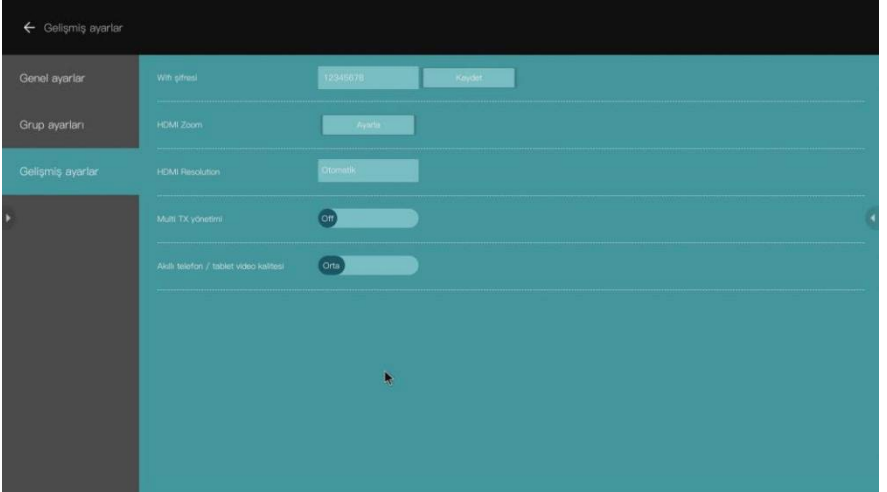 Gelişmiş ayarlar
Genel ayarlar
Wifi şifresi 12345678 Kaydet
Grup ayarları
HDMI Zoom Ayarla
Gelişmiş ayarlar
HDMI Resolution Otomatik
Multi TX yönetimi Off
Akıllı telefon / tablet video kalitesi Orta